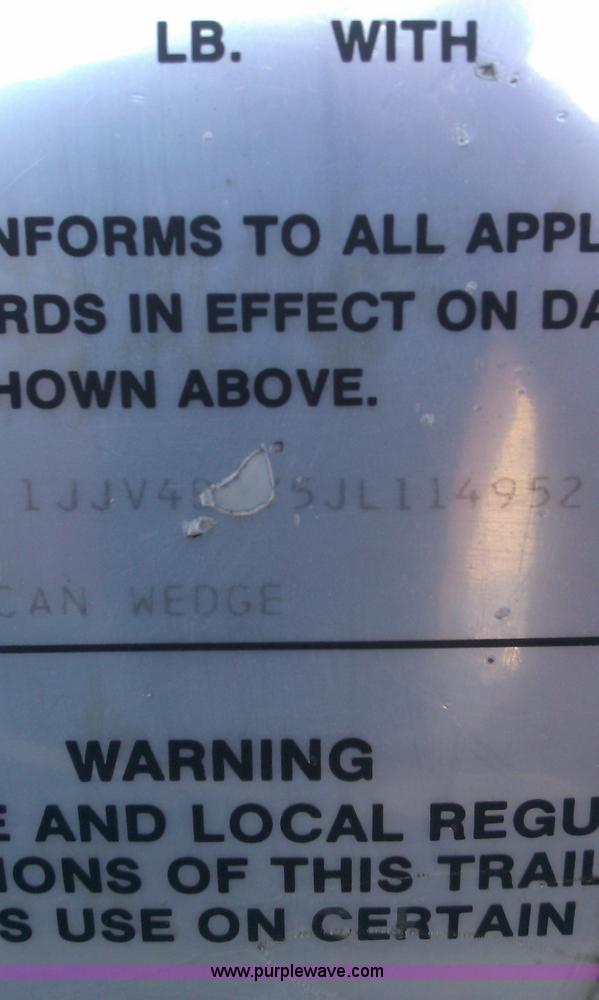 LB. WITH
NFORMS TO ALL APPL
RDS IN EFFECT ON DA
HOWN ABOVE.
5JL114952
CAN WEDGE
WARNING
E AND LOCAL REGU
IONS OF THIS TRAIL
S USE ON CERTAIN
www.purplewave.com